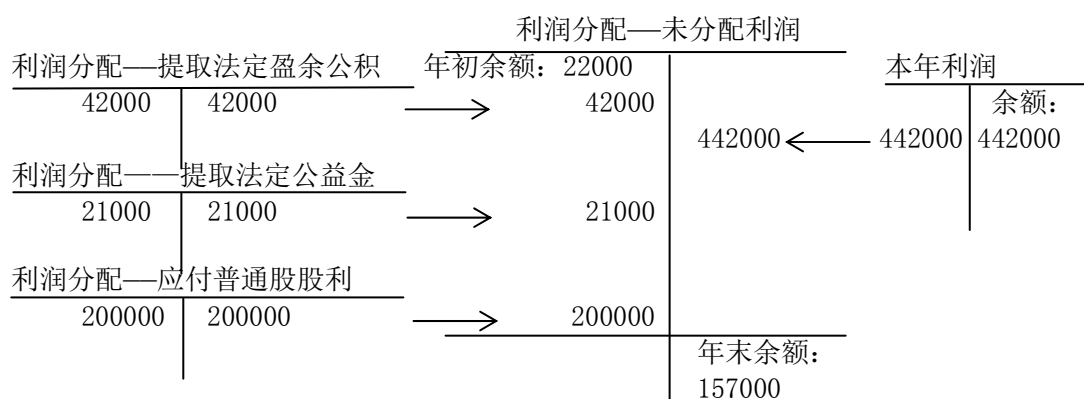 利润分配—未分配利润
利润分配—提取法定盈余公积
年初余额：22000
本年利润
42000 42000
42000
余额：
442000
442000 442000
利润分配——提取法定公益金
21000 21000
21000
利润分配—应付普通股股利
200000 200000
200000
年末余额：
157000